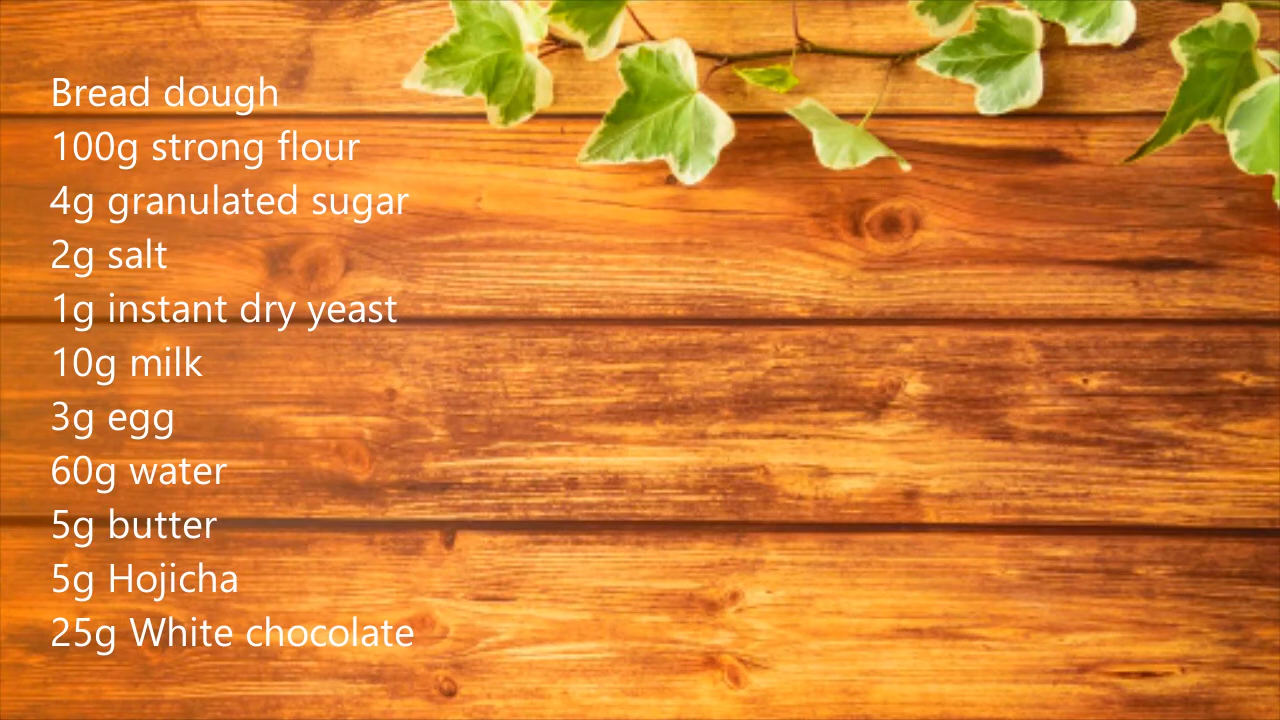 Bread dough
100g strong flour
4g granulated sugar
2g salt
1g instant dry yeast
10g milk
3g egg
60g water
5g butter
5g Hojicha
25g White chocolate